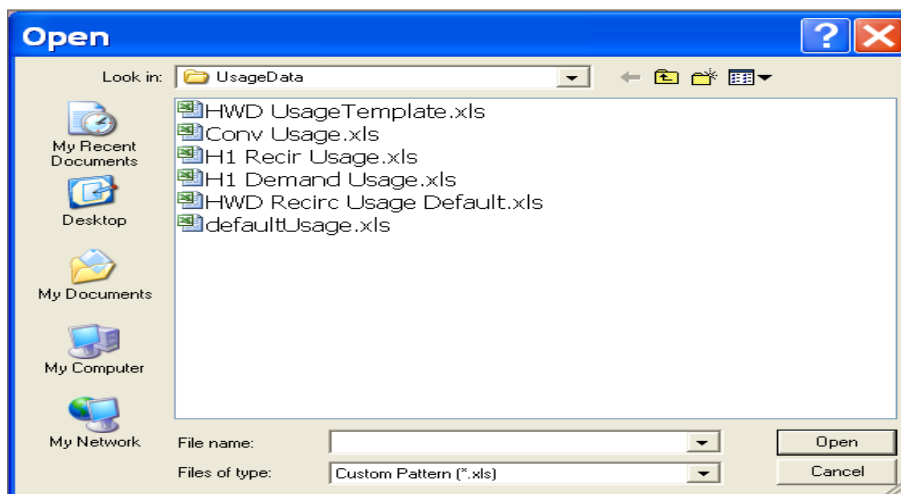 Open
Look in: UsageData
My Recent
Documents
Desktop
My Documents
My Computer
My Network
HWD UsageTemplate.xls
Conv Usage.xls
H1 Recir Usage.xls
H1 Demand Usage.xls
HWD Recirc Usage Default.xls
defaultUsage.xls
File name:
Open
Files of type: Custom Pattern (*.xls)
Cancel